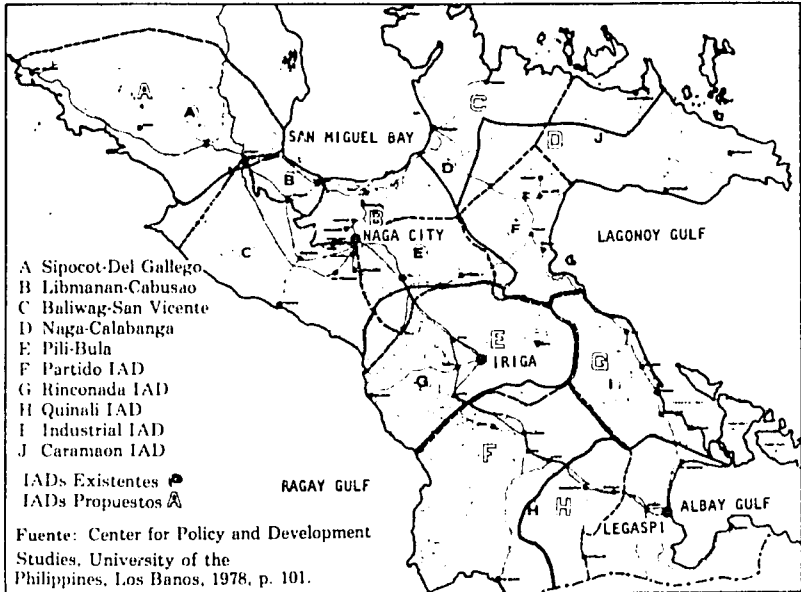 A
A
C
SAN MIGUEL BAY
D
J
D
B
B
F
NAGA CITY
F
LAGONOY GULF
C
E
G
A Sipocot-Del Gallego
B Libmanan-Cabusao
C Baliwag-San Vicente
D Naga-Calabanga
E Pili-Bula
F Partido IAD
G Rinconada IAD
H Quinali IAD
I Industrial IAD
J Caramaon IAD
E
IRIGA
G
G
F
IADs Existentes
IADs Propuestos A
RAGAY GULF
H
H
ALBAY GULF
LEGASPI
Fuente: Center for Policy and Development
Studies, University of the
Philippines, Los Banos, 1978, p. 101.